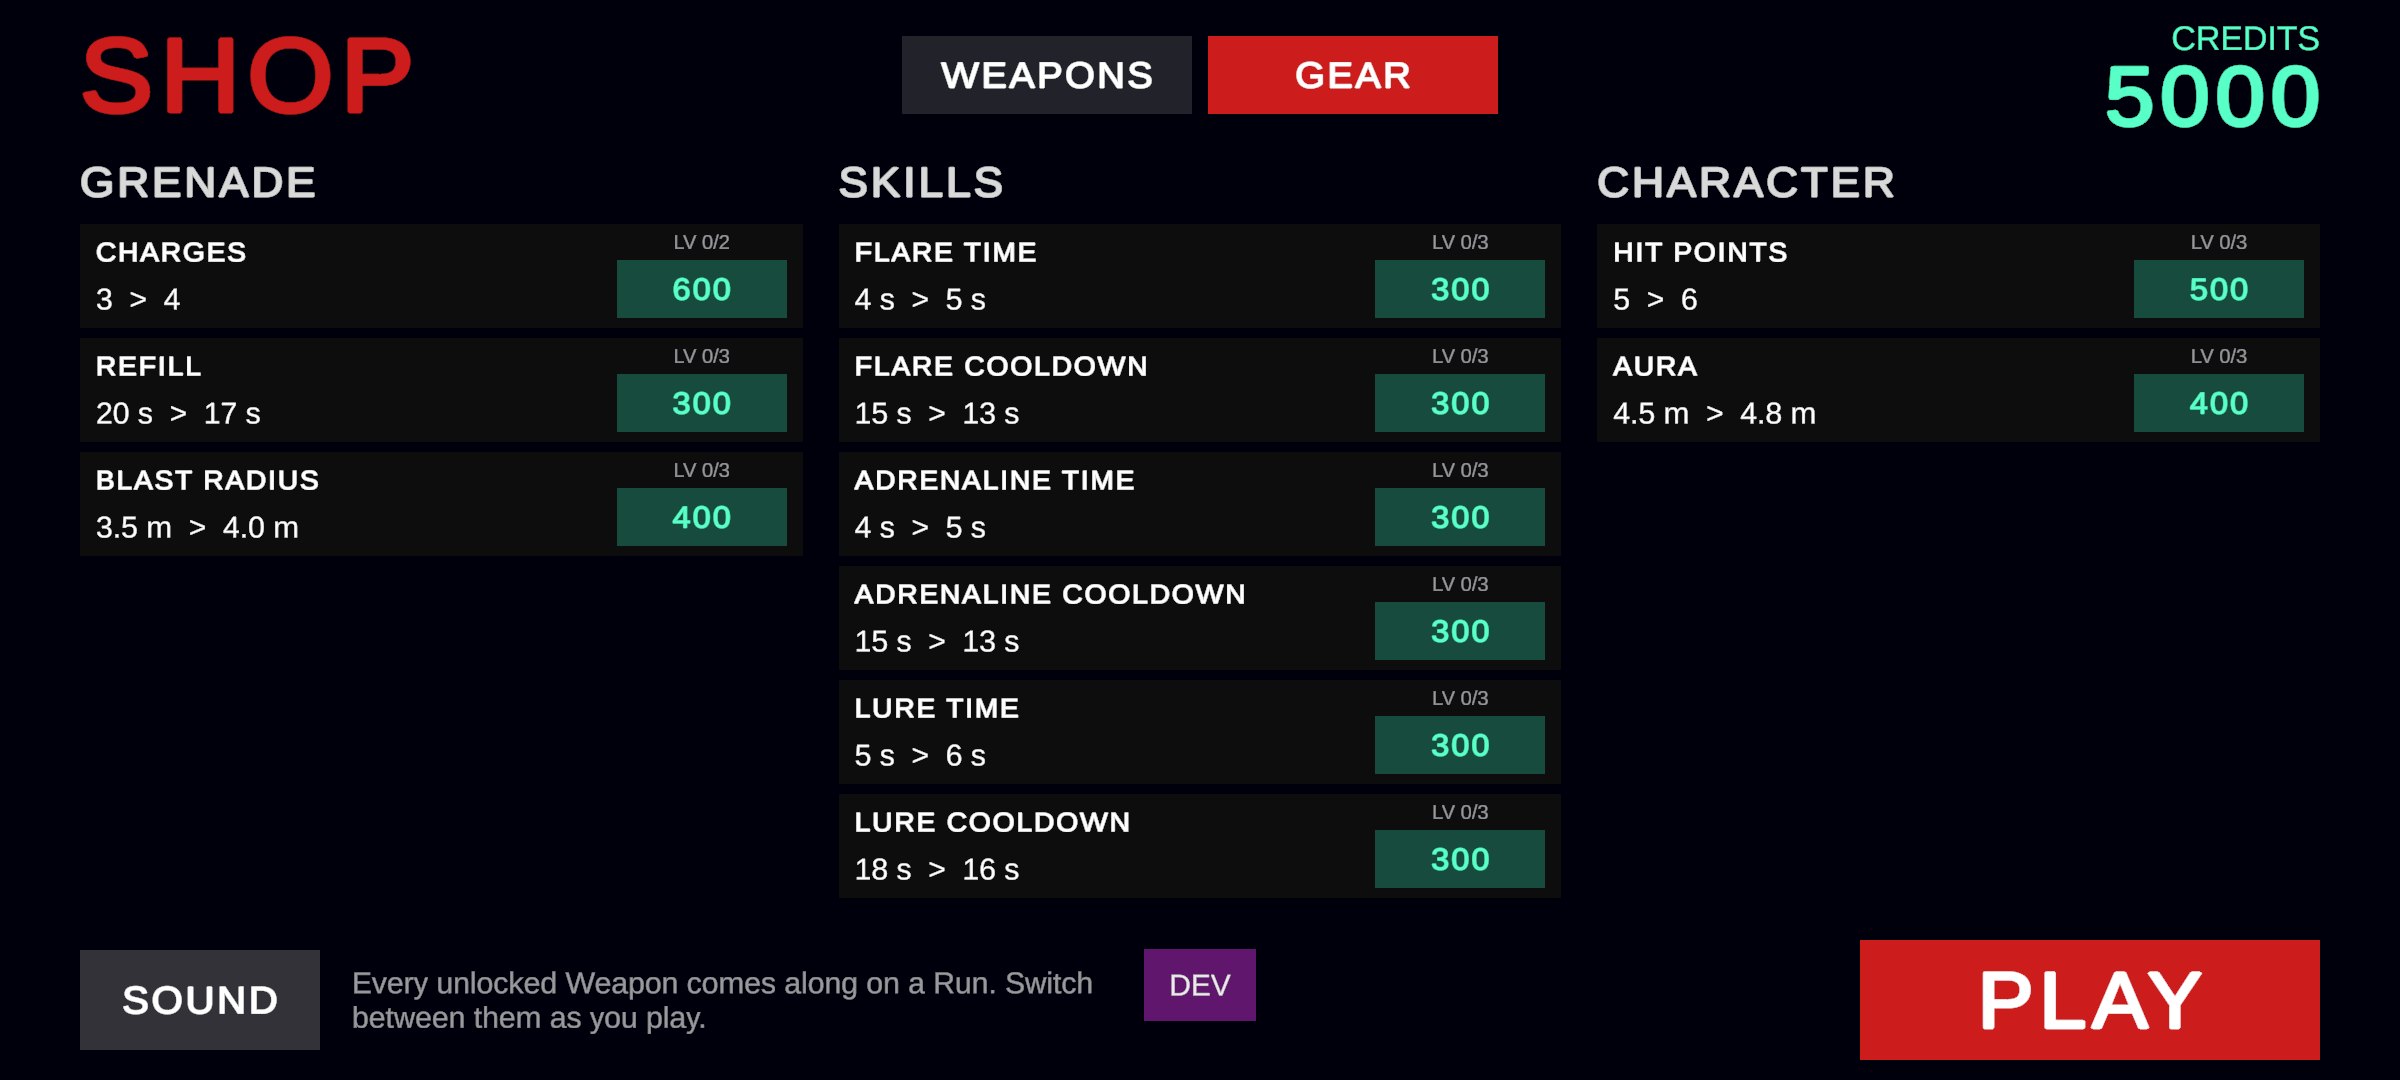 SHOP
WEAPONS
GEAR
CREDITS
5000
GRENADE
CHARGES
3 > 4
LV 0/2
600
REFILL
20 s > 17 s
LV 0/3
300
BLAST RADIUS
3.5 m > 4.0 m
LV 0/3
400
SKILLS
FLARE TIME
4 s > 5 s
LV 0/3
300
FLARE COOLDOWN
15 s > 13 s
LV 0/3
300
ADRENALINE TIME
4 s > 5 s
LV 0/3
300
ADRENALINE COOLDOWN
15 s > 13 s
LV 0/3
300
LURE TIME
5 s > 6 s
LV 0/3
300
LURE COOLDOWN
18 s > 16 s
LV 0/3
300
CHARACTER
HIT POINTS
5 > 6
LV 0/3
500
AURA
4.5 m > 4.8 m
LV 0/3
400
SOUND
Every unlocked Weapon comes along on a Run. Switch
between them as you play.
DEV
PLAY